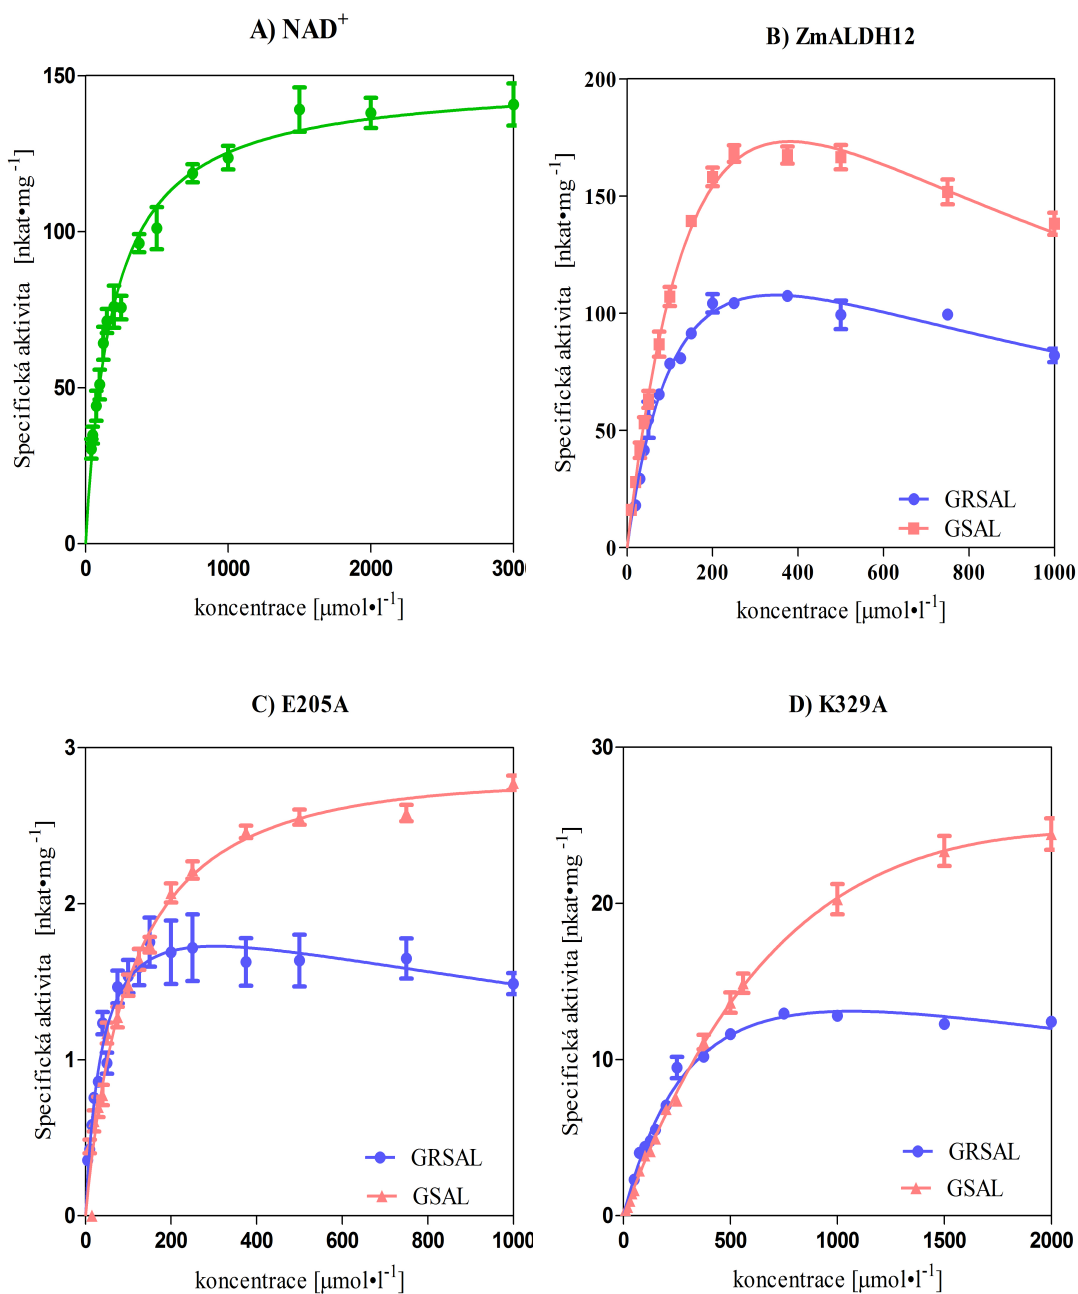 A) NAD⁺
Specifická aktivita [nkat•mg⁻¹]
150
100
50
0
0 1000 2000 300
koncentrace [µmol•l⁻¹]
B) ZmALDH12
Specifická aktivita [nkat•mg⁻¹]
200
150
100
50
0
GRSAL
GSAL
0 200 400 600 800 1000
koncentrace [µmol•l⁻¹]
C) E205A
Specifická aktivita [nkat•mg⁻¹]
3
2
1
0
GRSAL
GSAL
0 200 400 600 800 1000
koncentrace [µmol•l⁻¹]
D) K329A
Specifická aktivita [nkat•mg⁻¹]
30
20
10
0
GRSAL
GSAL
0 500 1000 1500 2000
koncentrace [µmol•l⁻¹]